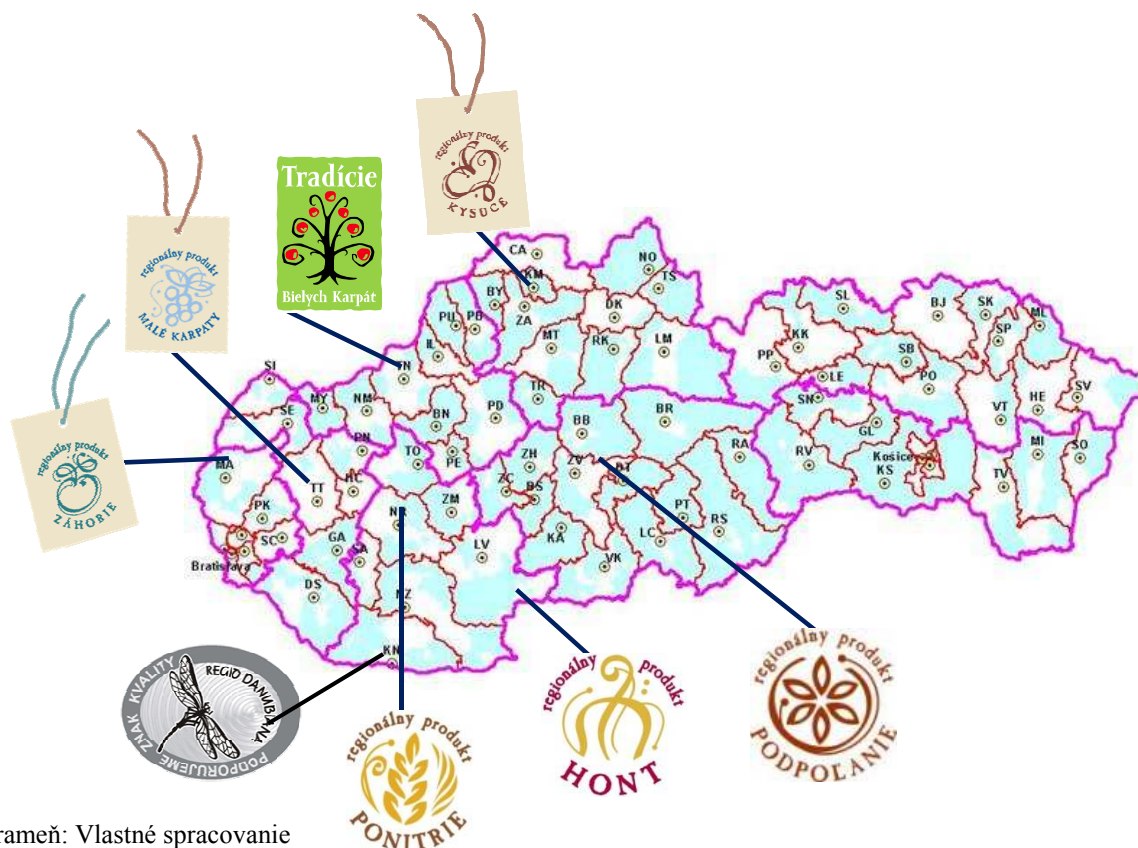 regionálny produkt
KYSUCE
Tradície
Bielych Karpát
regionálny produkt
MALÉ KARPATY
regionálny produkt
ZÁHORIE
CA
KM
NO
TS
BY
ZA
DK
PU
PB
IL
MT
RK
LM
SL
BJ
SK
ML
SP
KK
PP
LE
SB
PO
SV
HE
VT
SI
SE
MY
NM
TN
BN
PD
TR
BB
BR
SN
GL
RV
Košice
KS
MI
SO
TV
PN
TO
PE
ZH
ZV
DT
RA
MA
TT
HC
ZC
BS
ZM
NR
PK
SC
Bratislava
GA
SA
LV
KA
VK
LC
PT
RS
DS
NZ
KN
PODPORUJEME ZNAK KVALITY
REGIO DANUBIANA
regionálny produkt
PONITRIE
regionálny produkt
HONT
regionálny produkt
PODPOĽANIE
rameň: Vlastné spracovanie